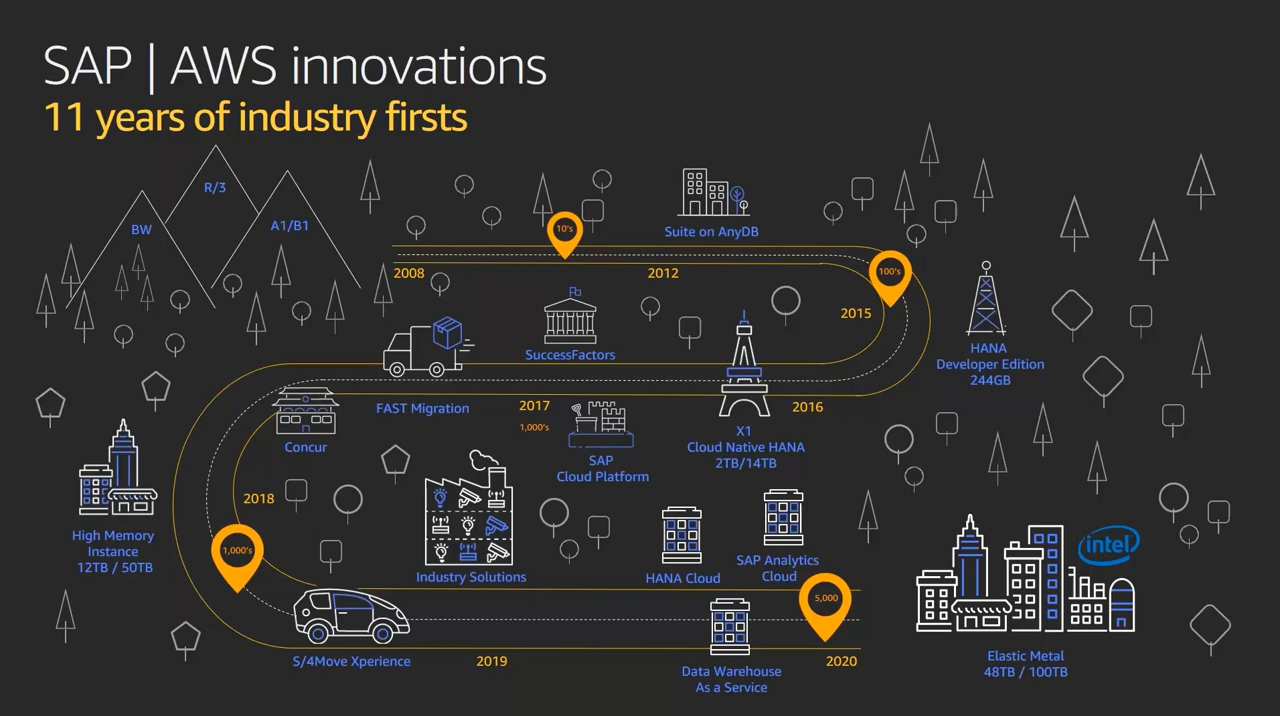 SAP | AWS innovations
11 years of industry firsts
R/3
BW
A1/B1
10's
Suite on AnyDB
2008
2012
100's
2015
HANA
Developer Edition
244GB
SuccessFactors
FAST Migration
2017
1,000's
2016
X1
Cloud Native HANA
2TB/14TB
SAP
Cloud Platform
Concur
2018
High Memory
Instance
12TB / 50TB
1,000's
Industry Solutions
HANA Cloud
SAP Analytics
Cloud
intel
5,000
S/4Move Xperience
2019
Data Warehouse
As a Service
2020
Elastic Metal
48TB / 100TB